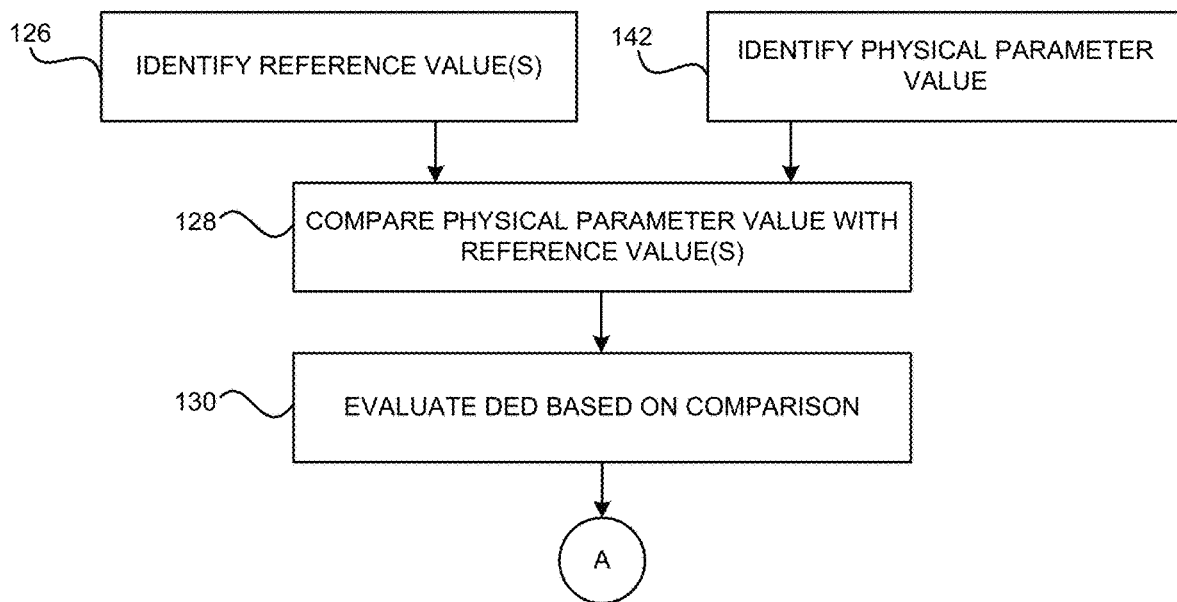 126
IDENTIFY REFERENCE VALUE(S)
142
IDENTIFY PHYSICAL PARAMETER
VALUE
128
COMPARE PHYSICAL PARAMETER VALUE WITH
REFERENCE VALUE(S)
130
EVALUATE DED BASED ON COMPARISON
A